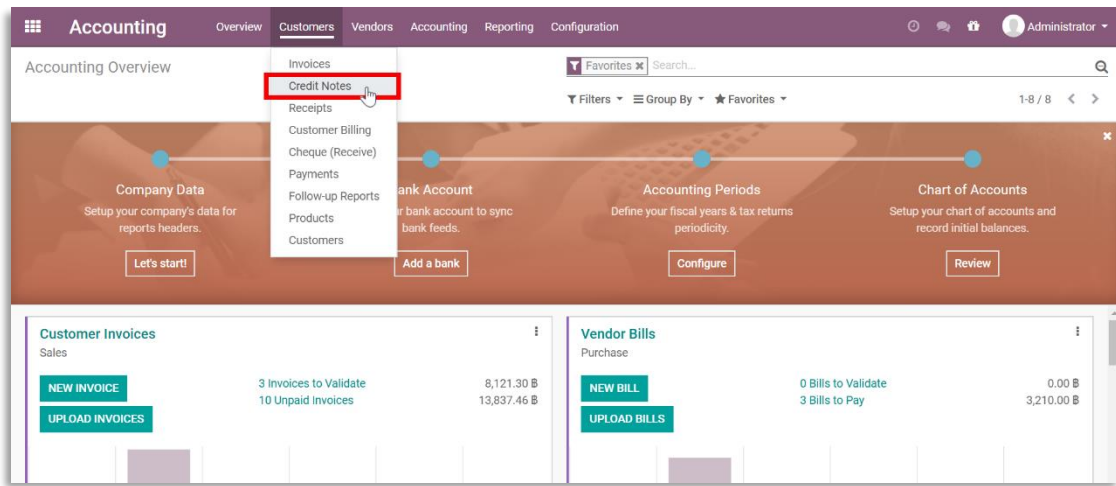 Accounting Overview Customers Vendors Accounting Reporting Configuration Administrator
Accounting Overview
Favorites Search...
Filters Group By Favorites 1-8 / 8
Invoices
Credit Notes
Receipts
Customer Billing
Cheque (Receive)
Payments
Follow-up Reports
Products
Customers
Company Data
Setup your company's data for
reports headers.
Let's start!
ank Account
r bank account to sync
bank feeds.
Add a bank
Accounting Periods
Define your fiscal years & tax returns
periodicity.
Configure
Chart of Accounts
Setup your chart of accounts and
record initial balances.
Review
Customer Invoices
Sales
NEW INVOICE 3 Invoices to Validate 8,121.30 ฿
10 Unpaid Invoices 13,837.46 ฿
UPLOAD INVOICES
Vendor Bills
Purchase
NEW BILL 0 Bills to Validate 0.00 ฿
3 Bills to Pay 3,210.00 ฿
UPLOAD BILLS